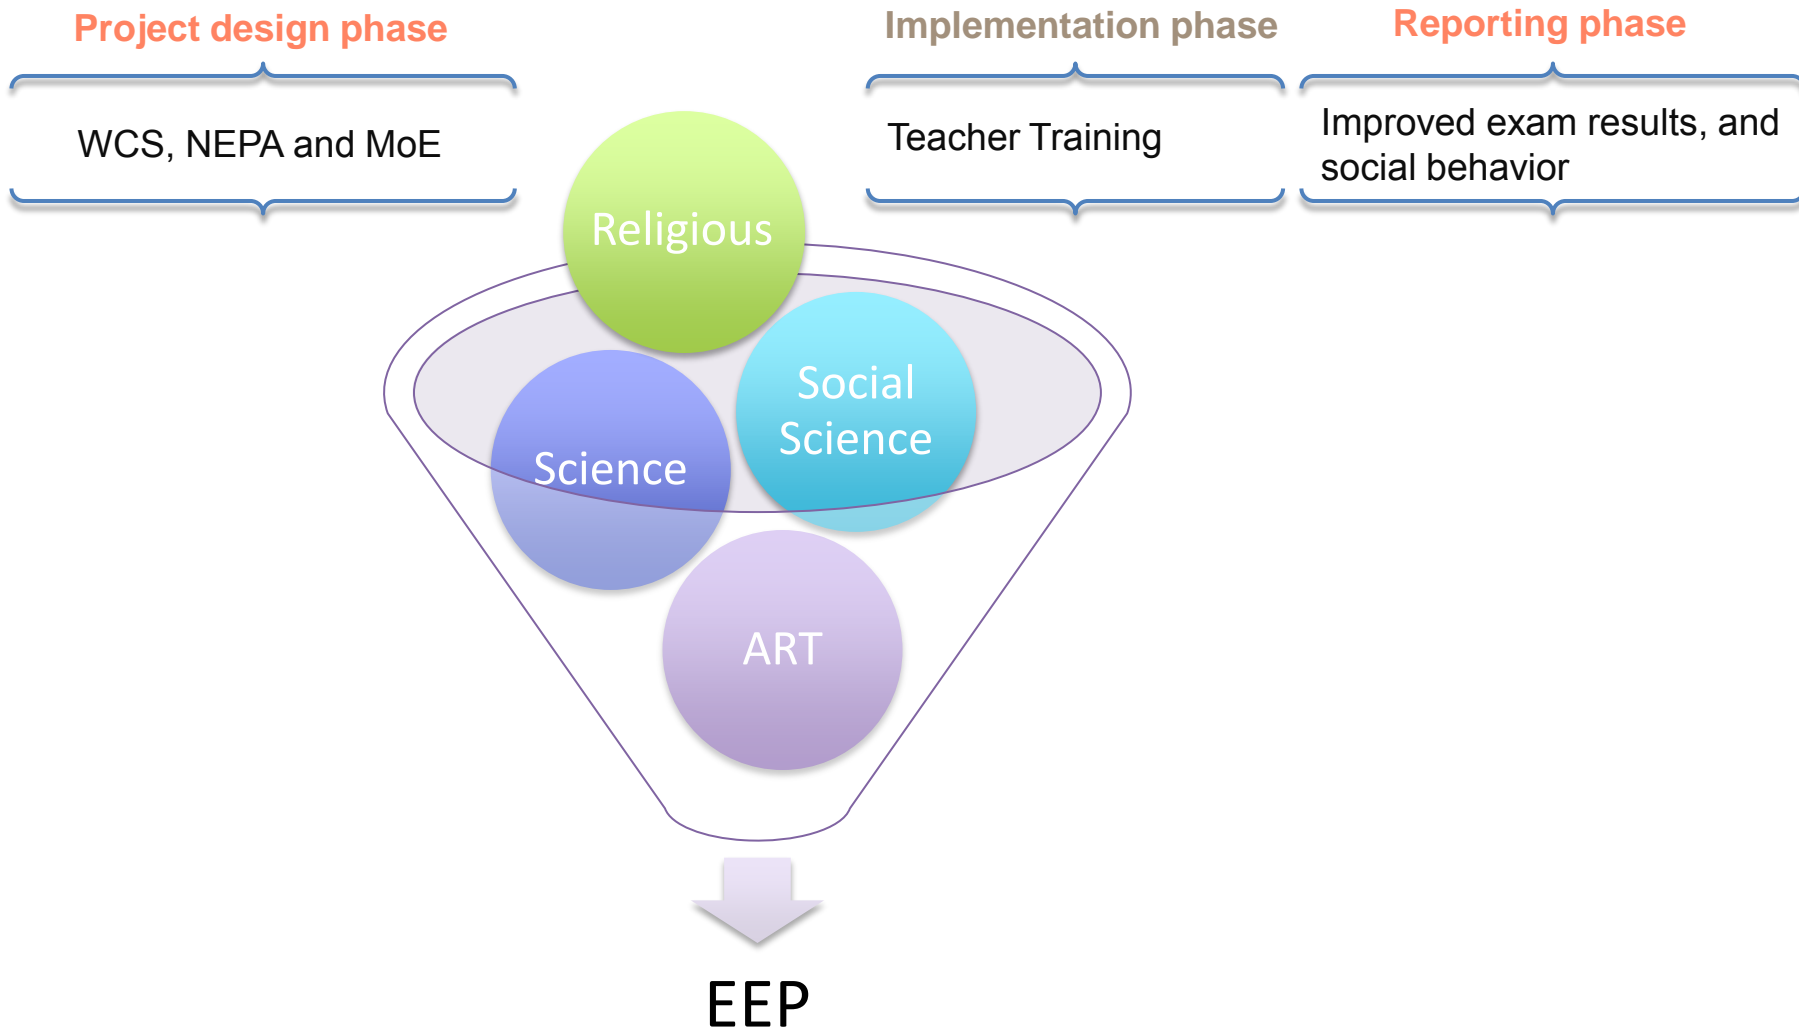 Project design phase
Implementation phase
Reporting phase
WCS, NEPA and MoE
Teacher Training
Improved exam results, and
social behavior
Religious
Social
Science
Science
ART
EEP